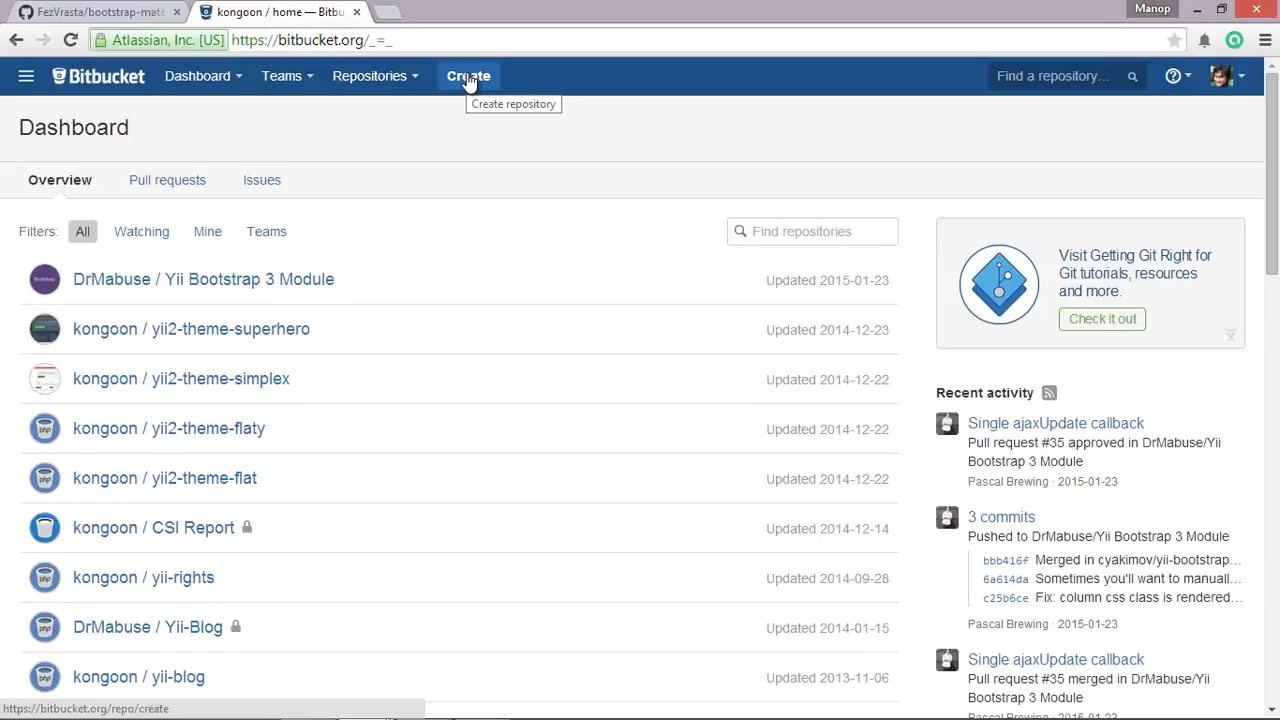 FezVrasta/bootstrap-mate
kongoon / home — Bitbu
Manop
Atlassian, Inc. [US] https://bitbucket.org/_=_
Bitbucket Dashboard Teams Repositories Create Find a repository...
Create repository
Dashboard
Overview Pull requests Issues
Filters: All Watching Mine Teams Find repositories
DrMabuse / Yii Bootstrap 3 Module Updated 2015-01-23
kongoon / yii2-theme-superhero Updated 2014-12-23
kongoon / yii2-theme-simplex Updated 2014-12-22
kongoon / yii2-theme-flaty Updated 2014-12-22
kongoon / yii2-theme-flat Updated 2014-12-22
kongoon / CSI Report Updated 2014-12-14
kongoon / yii-rights Updated 2014-09-28
DrMabuse / Yii-Blog Updated 2014-01-15
kongoon / yii-blog Updated 2013-11-06
Visit Getting Git Right for
Git tutorials, resources
and more.
Check it out
Recent activity
Single ajaxUpdate callback
Pull request #35 approved in DrMabuse/Yii
Bootstrap 3 Module
Pascal Brewing · 2015-01-23
3 commits
Pushed to DrMabuse/Yii Bootstrap 3 Module
bbb416f Merged in cyakimov/yii-bootstrap...
6a614da Sometimes you'll want to manuall...
c25b6ce Fix: column css class is rendered...
Pascal Brewing · 2015-01-23
Single ajaxUpdate callback
Pull request #35 merged in DrMabuse/Yii
Bootstrap 3 Module
https://bitbucket.org/repo/create